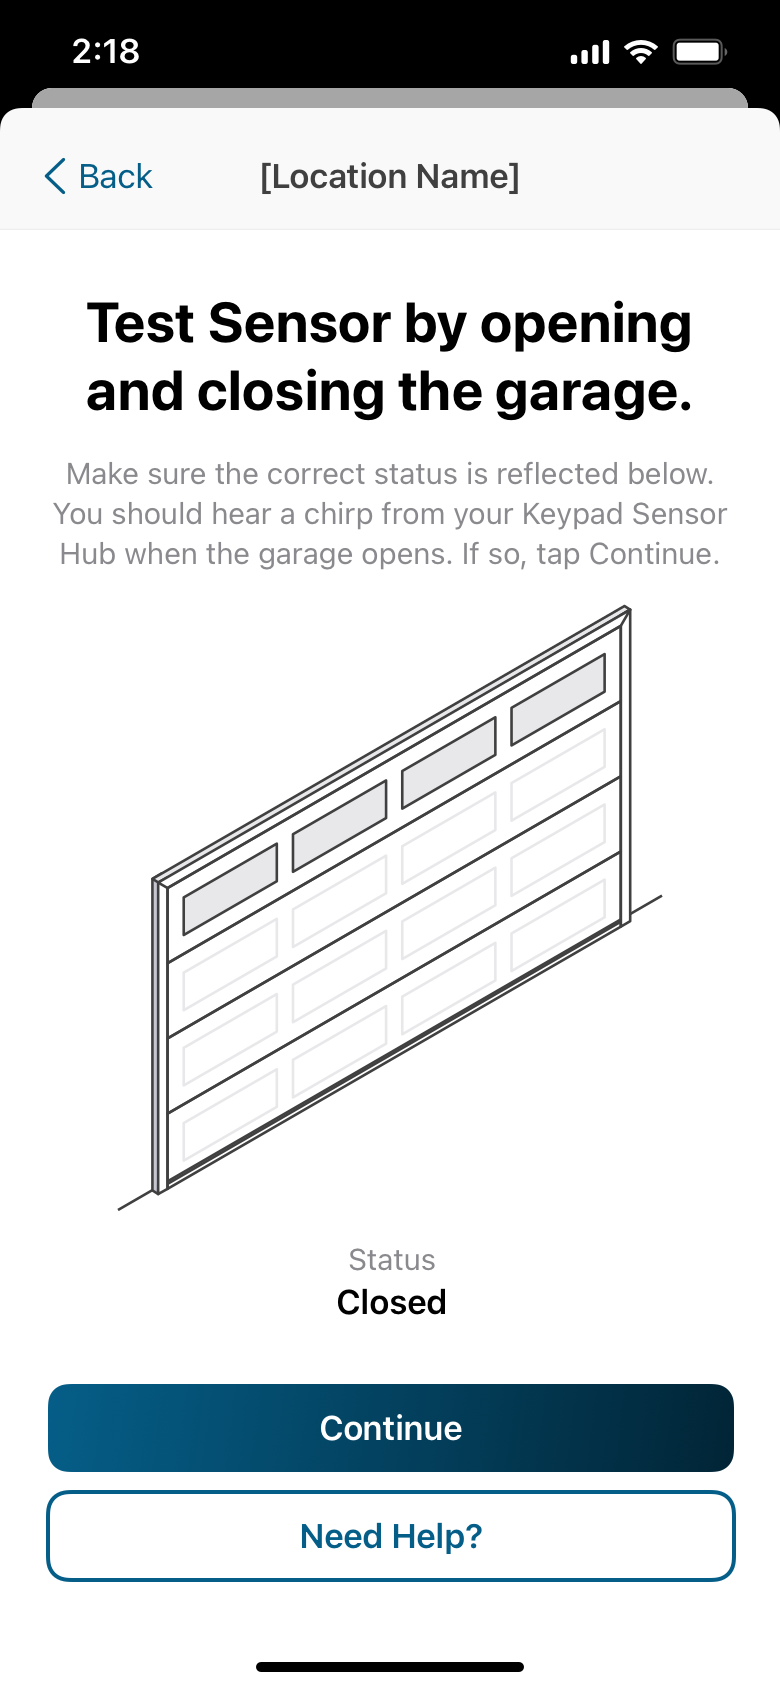 2:18
Back
[Location Name]
Test Sensor by opening
and closing the garage.
Make sure the correct status is reflected below.
You should hear a chirp from your Keypad Sensor
Hub when the garage opens. If so, tap Continue.
Status
Closed
Continue
Need Help?